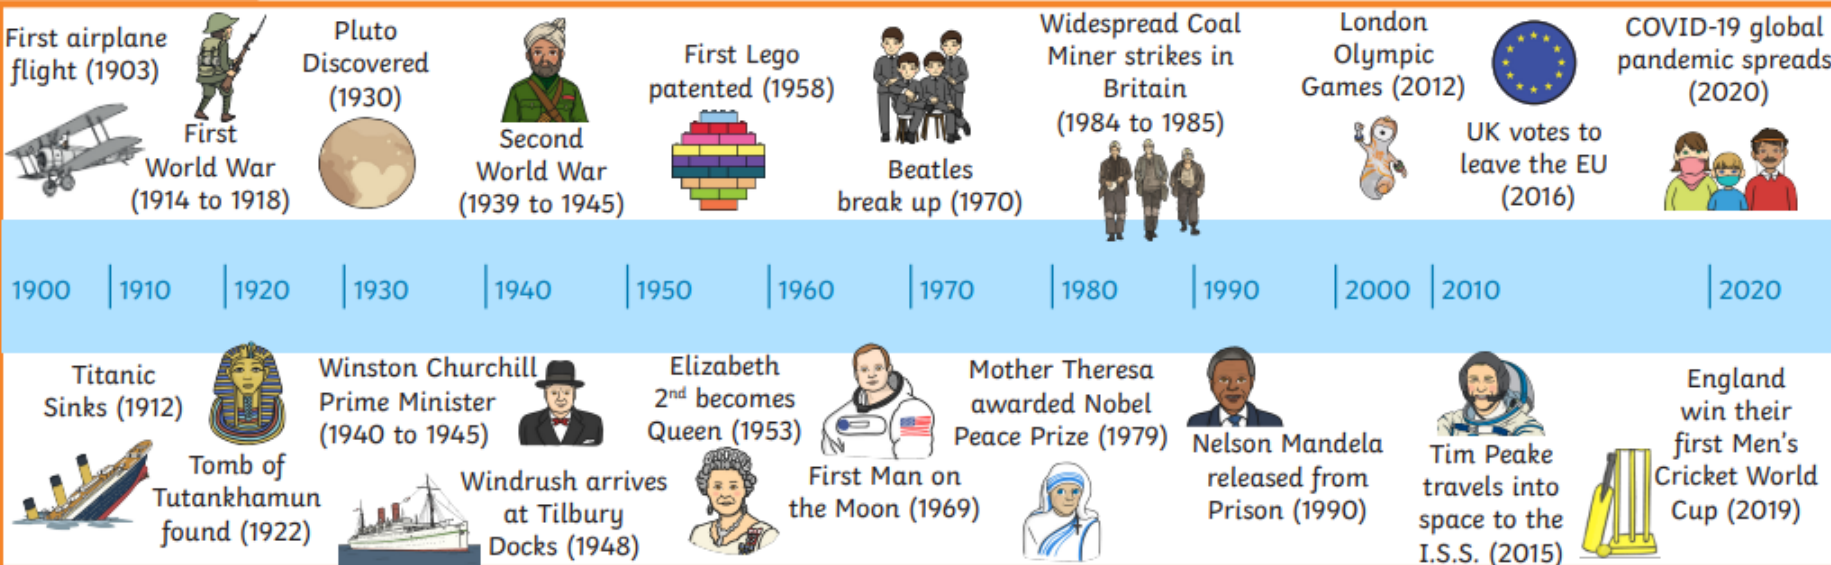 First airplane
flight (1903)
First
World War
(1914 to 1918)
Pluto
Discovered
(1930)
Second
World War
(1939 to 1945)
First Lego
patented (1958)
Beatles
break up (1970)
Widespread Coal
Miner strikes in
Britain
(1984 to 1985)
London
Olympic
Games (2012)
UK votes to
leave the EU
(2016)
COVID-19 global
pandemic spreads
(2020)
1900 1910 1920 1930 1940 1950 1960 1970 1980 1990 2000 2010 2020
Titanic
Sinks (1912)
Tomb of
Tutankhamun
found (1922)
Winston Churchill
Prime Minister
(1940 to 1945)
Windrush arrives
at Tilbury
Docks (1948)
Elizabeth
2nd becomes
Queen (1953)
First Man on
the Moon (1969)
Mother Theresa
awarded Nobel
Peace Prize (1979)
Nelson Mandela
released from
Prison (1990)
Tim Peake
travels into
space to the
I.S.S. (2015)
England
win their
first Men's
Cricket World
Cup (2019)